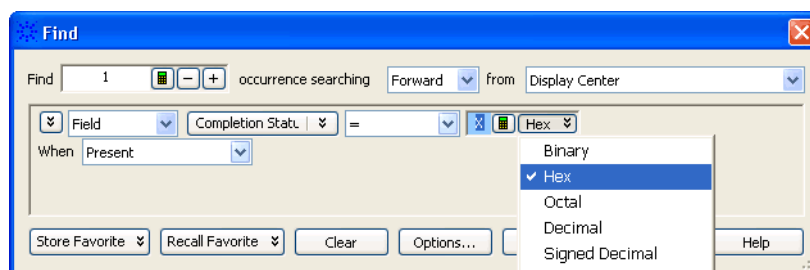 Find
Find 1 occurrence searching Forward from Display Center
Field Completion Statu = X Hex
When Present
Binary
Hex
Octal
Decimal
Signed Decimal
Store Favorite Recall Favorite Clear Options... Help